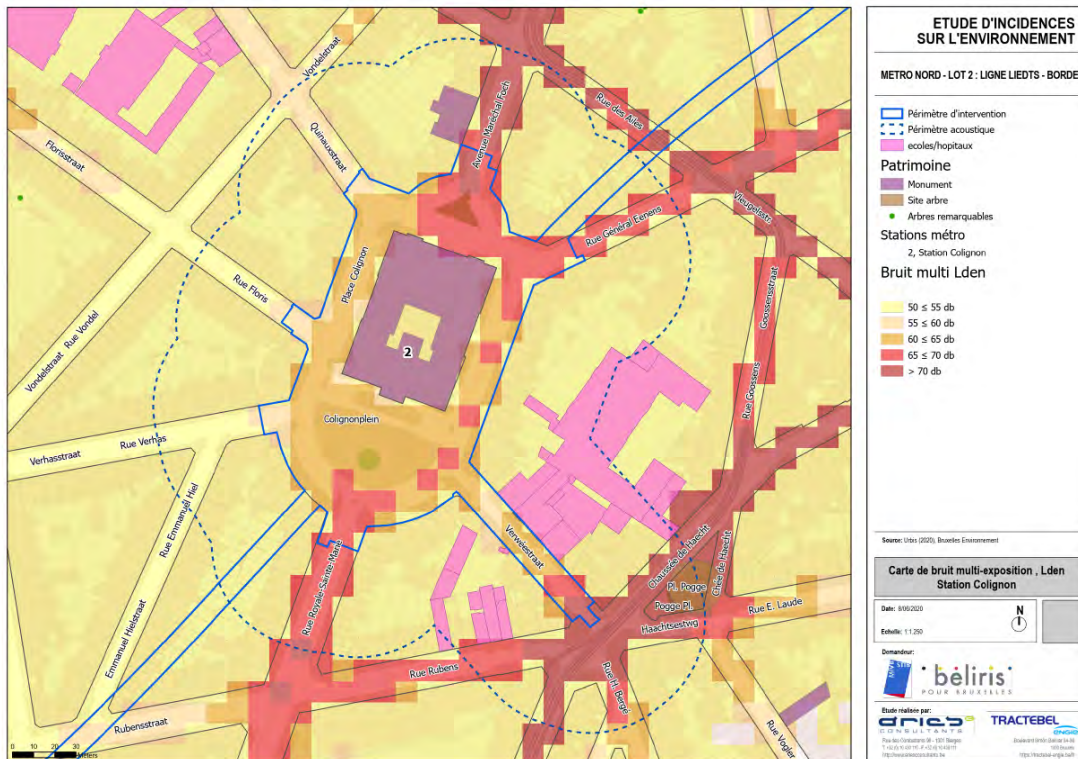 Vondelstraat
Quinauxstraat
Avenue Maréchal Foch
Rue des Ailes
Florisstraat
Vleugelsstr.
Rue Général Eenens
Place Colignon
Rue Floris
Goossensstraat
Vondelstraat Rue Vondel
2
Rue Goossens
Colignonplein
Rue Verhas
Verhasstraat
Rue Emmanuel Hiel
Verwéestraat
Chaussée de Haecht
Chée de Haecht
Pl. Pogge
Pogge Pl.
Rue E. Laude
Haachtsestwg
Rue Royale-Sainte-Marie
Emmanuel Hielstraat
Rue Rubens
Rue H. Bergé
Rubensstraat
Rue Vogler
0 10 20 30
Meters
ETUDE D'INCIDENCES
SUR L'ENVIRONNEMENT
METRO NORD - LOT 2 : LIGNE LIEDTS - BORDE
Périmètre d'intervention
Périmètre acoustique
ecoles/hopitaux
Patrimoine
Monument
Site arbre
Arbres remarquables
Stations métro
2, Station Colignon
Bruit multi Lden
50 ≤ 55 db
55 ≤ 60 db
60 ≤ 65 db
65 ≤ 70 db
> 70 db
Source: Urbis (2020), Bruxelles Environnement
Carte de bruit multi-exposition , Lden
Station Colignon
Date: 8/06/2020
N
Echelle: 1:1.250
Demandeur:
beliris
POUR BRUXELLES
Etude réalisée par:
aries
CONSULTANTS
TRACTEBEL
ENGIE